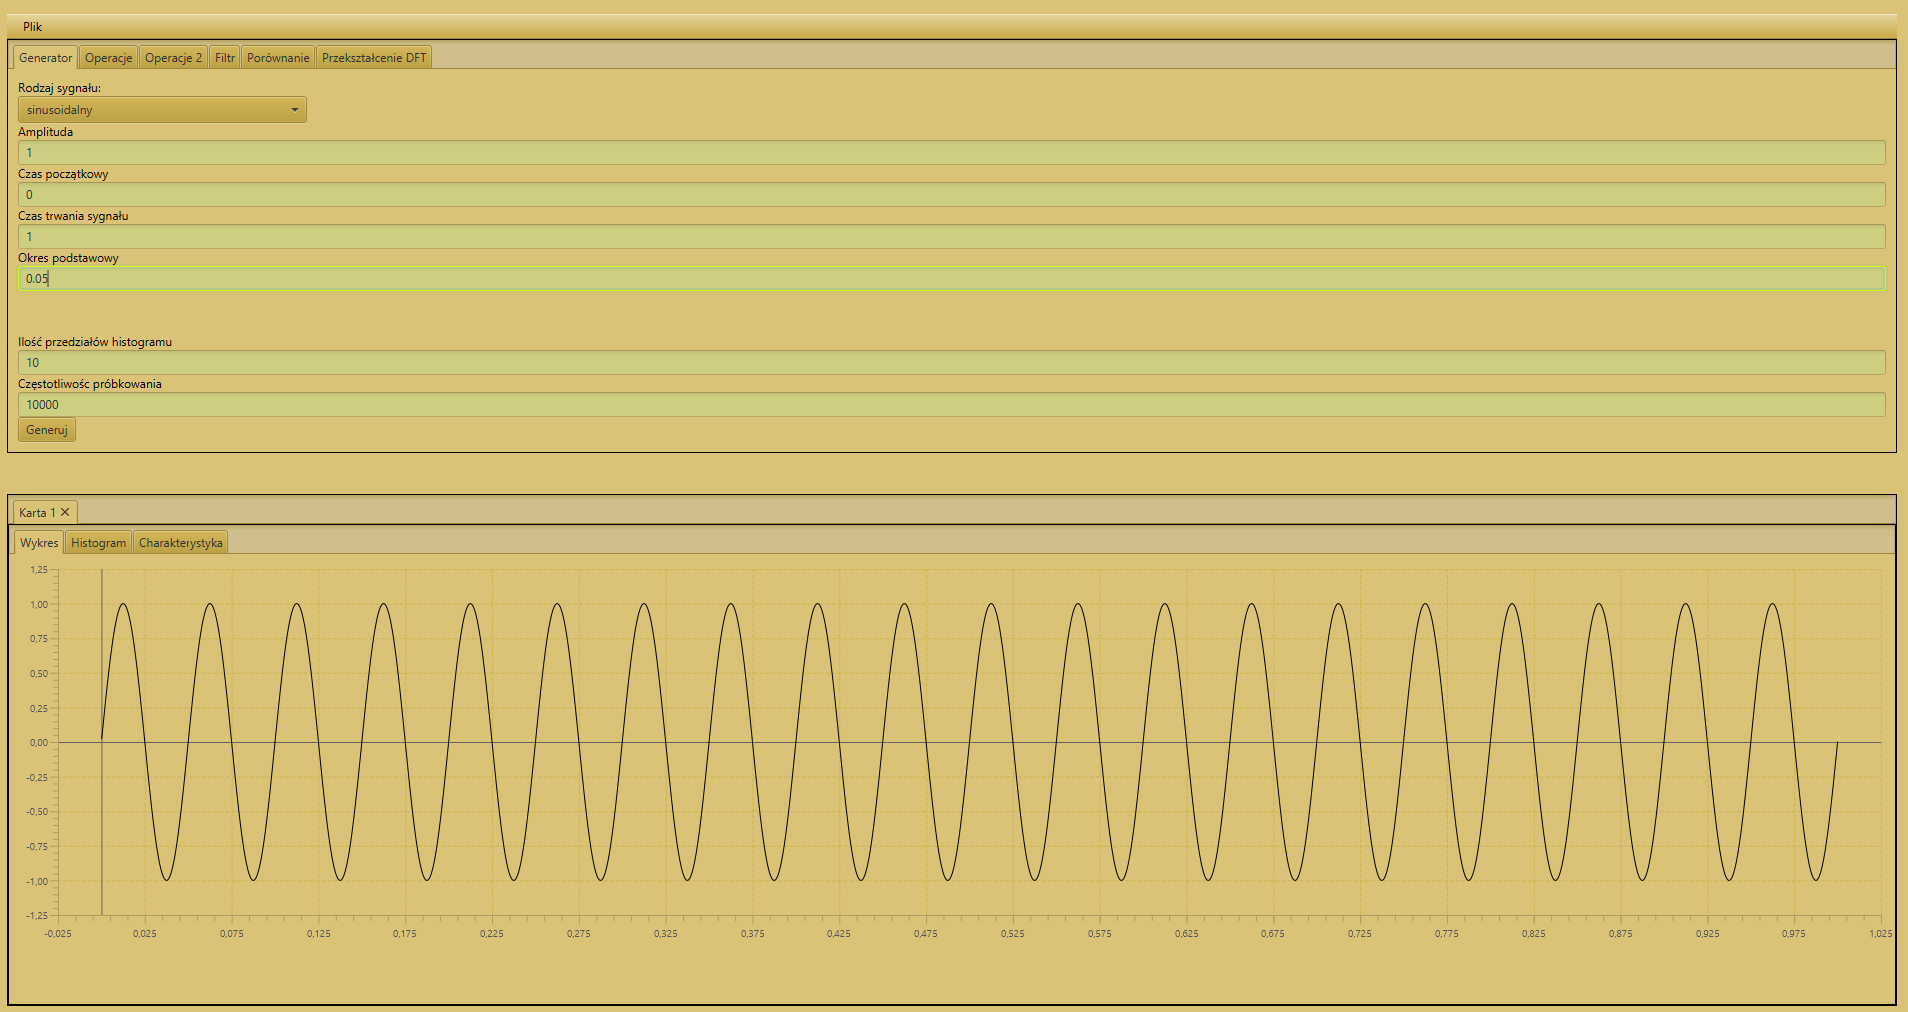 Plik
Generator Operacje Operacje 2 Filtr Porównanie Przekształcenie DFT
Rodzaj sygnału:
sinusoidalny
Amplituda
1
Czas początkowy
0
Czas trwania sygnału
1
Okres podstawowy
0.05
Ilość przedziałów histogramu
10
Częstotliwośc próbkowania
10000
Generuj
Karta 1
Wykres Histogram Charakterystyka
1,25
1,00
0,75
0,50
0,25
0,00
-0,25
-0,50
-0,75
-1,00
-1,25
-0,025 0,025 0,075 0,125 0,175 0,225 0,275 0,325 0,375 0,425 0,475 0,525 0,575 0,625 0,675 0,725 0,775 0,825 0,875 0,925 0,975 1,025